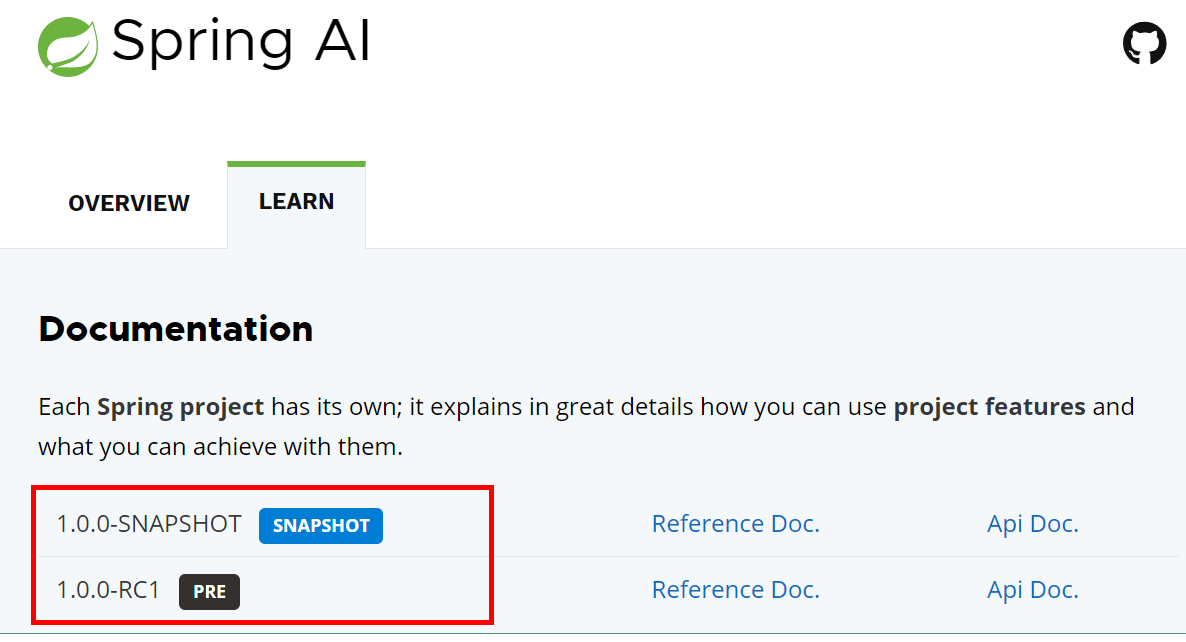 Spring AI
OVERVIEW LEARN
Documentation
Each Spring project has its own; it explains in great details how you can use project features and
what you can achieve with them.
1.0.0-SNAPSHOT SNAPSHOT Reference Doc. Api Doc.
1.0.0-RC1 PRE Reference Doc. Api Doc.